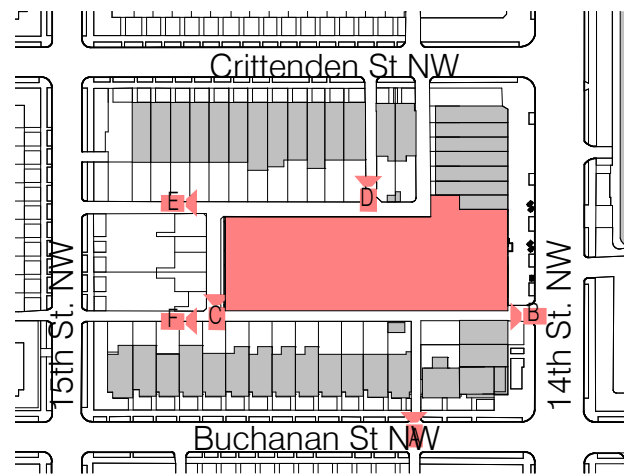 Crittenden St NW
E
D
C
B
F
15th St. NW
14th St. NW
Buchanan St NW
A